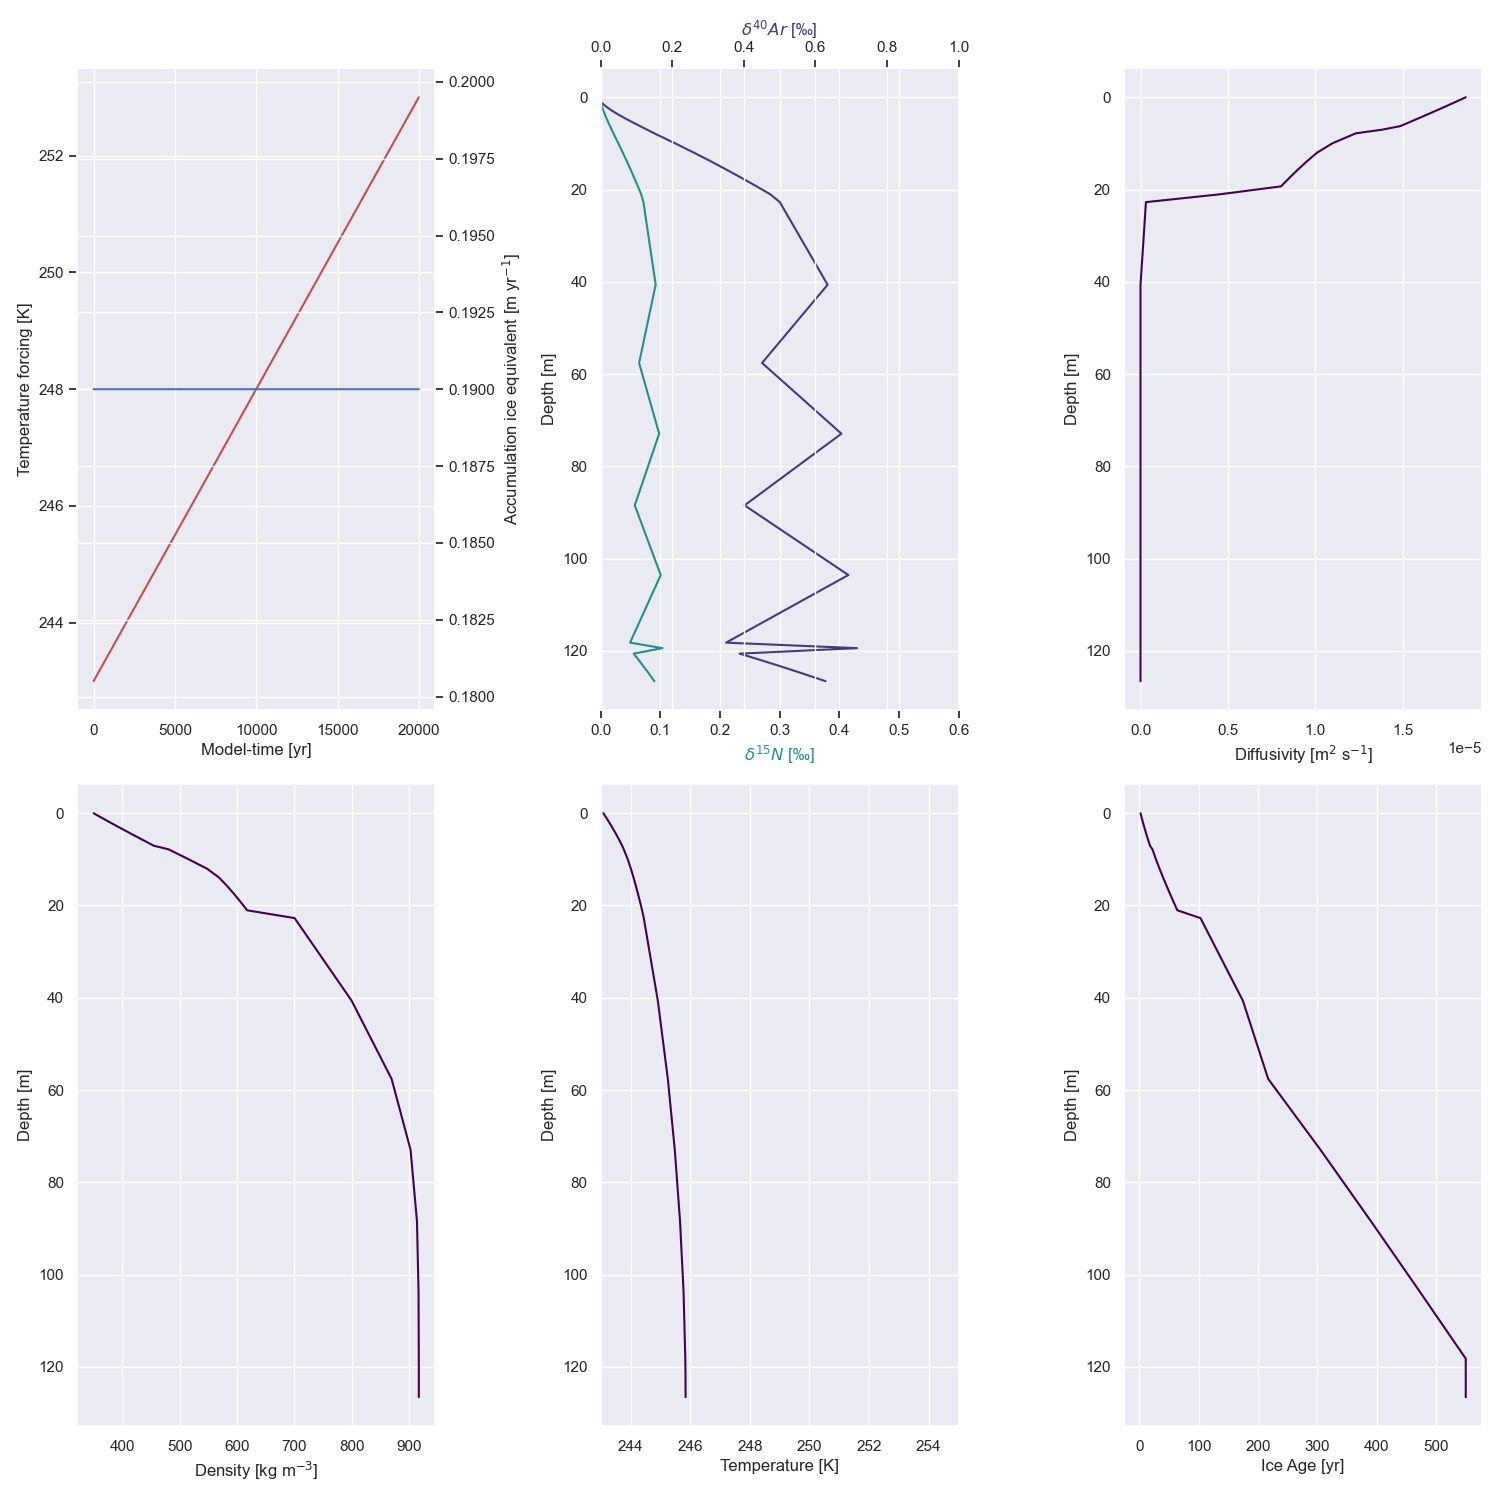 δ⁴⁰Ar [‰]
0.0 0.2 0.4 0.6 0.8 1.0
Temperature forcing [K]
252
250
248
246
244
0 5000 10000 15000 20000
Model-time [yr]
0.2000
0.1975
0.1950
0.1925
0.1900
0.1875
0.1850
0.1825
0.1800
Accumulation ice equivalent [m yr⁻¹]
Depth [m]
0
20
40
60
80
100
120
0.0 0.1 0.2 0.3 0.4 0.5 0.6
δ¹⁵N [‰]
Depth [m]
0
20
40
60
80
100
120
0.0 0.5 1.0 1.5
1e−5
Diffusivity [m² s⁻¹]
Depth [m]
0
20
40
60
80
100
120
400 500 600 700 800 900
Density [kg m⁻³]
Depth [m]
0
20
40
60
80
100
120
244 246 248 250 252 254
Temperature [K]
Depth [m]
0
20
40
60
80
100
120
0 100 200 300 400 500
Ice Age [yr]